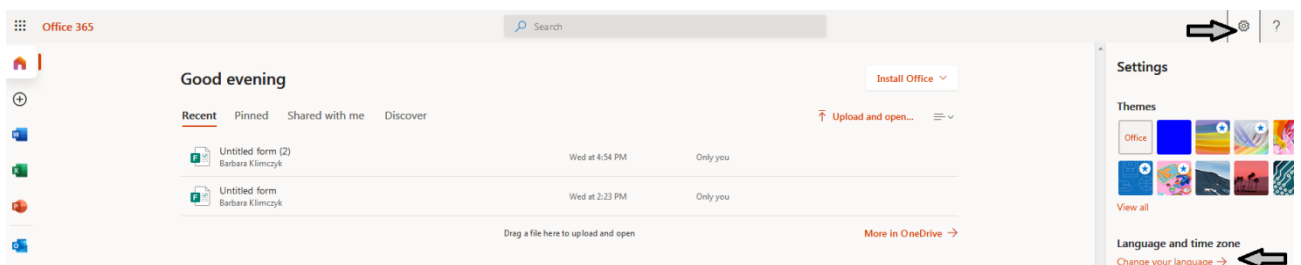 Office 365
Search
?
Good evening
Install Office
Recent Pinned Shared with me Discover
Upload and open...
Untitled form (2)
Barbara Klimczyk
Wed at 4:54 PM
Only you
Untitled form
Barbara Klimczyk
Wed at 2:23 PM
Only you
Drag a file here to upload and open
More in OneDrive →
Settings
Themes
Office
View all
Language and time zone
Change your language →